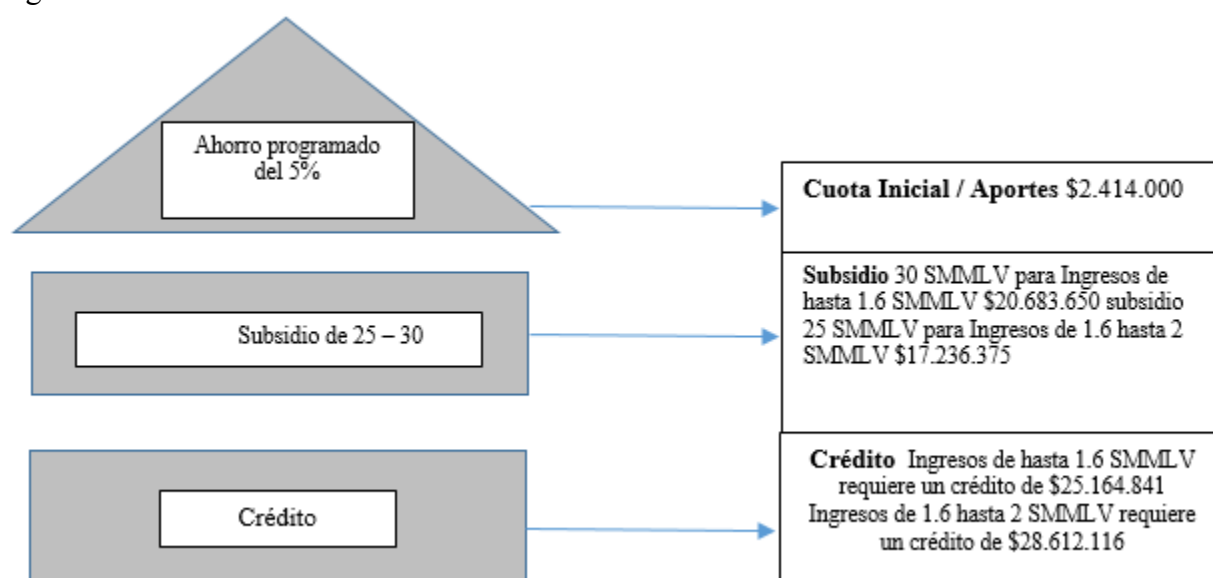 Ahorro programado
del 5%
Cuota Inicial / Aportes $2.414.000
Subsidio de 25 – 30
Subsidio 30 SMMLV para Ingresos de
hasta 1.6 SMMLV $20.683.650 subsidio
25 SMMLV para Ingresos de 1.6 hasta 2
SMMLV $17.236.375
Crédito
Crédito Ingresos de hasta 1.6 SMMLV
requiere un crédito de $25.164.841
Ingresos de 1.6 hasta 2 SMMLV requiere
un crédito de $28.612.116